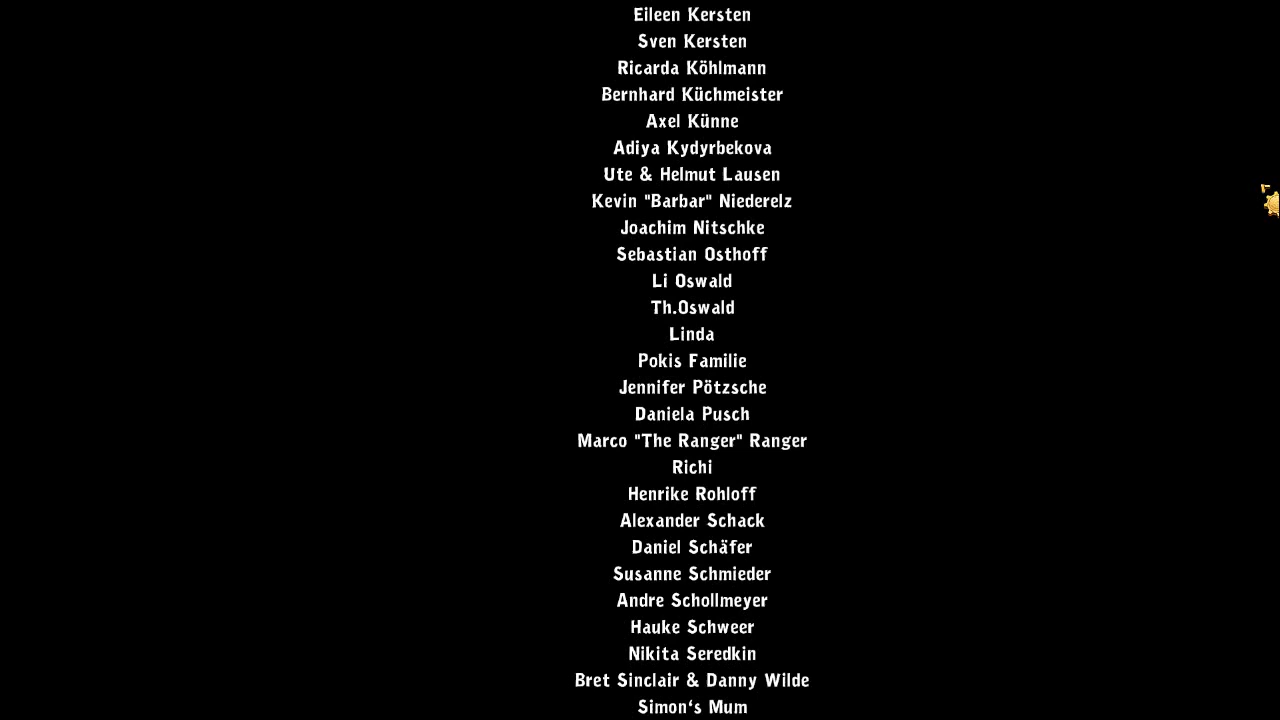 Eileen Kersten
Sven Kersten
Ricarda Köhlmann
Bernhard Küchmeister
Axel Künne
Adiya Kydyrbekova
Ute & Helmut Lausen
Kevin "Barbar" Niederelz
Joachim Nitschke
Sebastian Osthoff
Li Oswald
Th.Oswald
Linda
Pokis Familie
Jennifer Pötzsche
Daniela Pusch
Marco "The Ranger" Ranger
Richi
Henrike Rohloff
Alexander Schack
Daniel Schäfer
Susanne Schmieder
Andre Schollmeyer
Hauke Schweer
Nikita Seredkin
Bret Sinclair & Danny Wilde
Simon‘s Mum